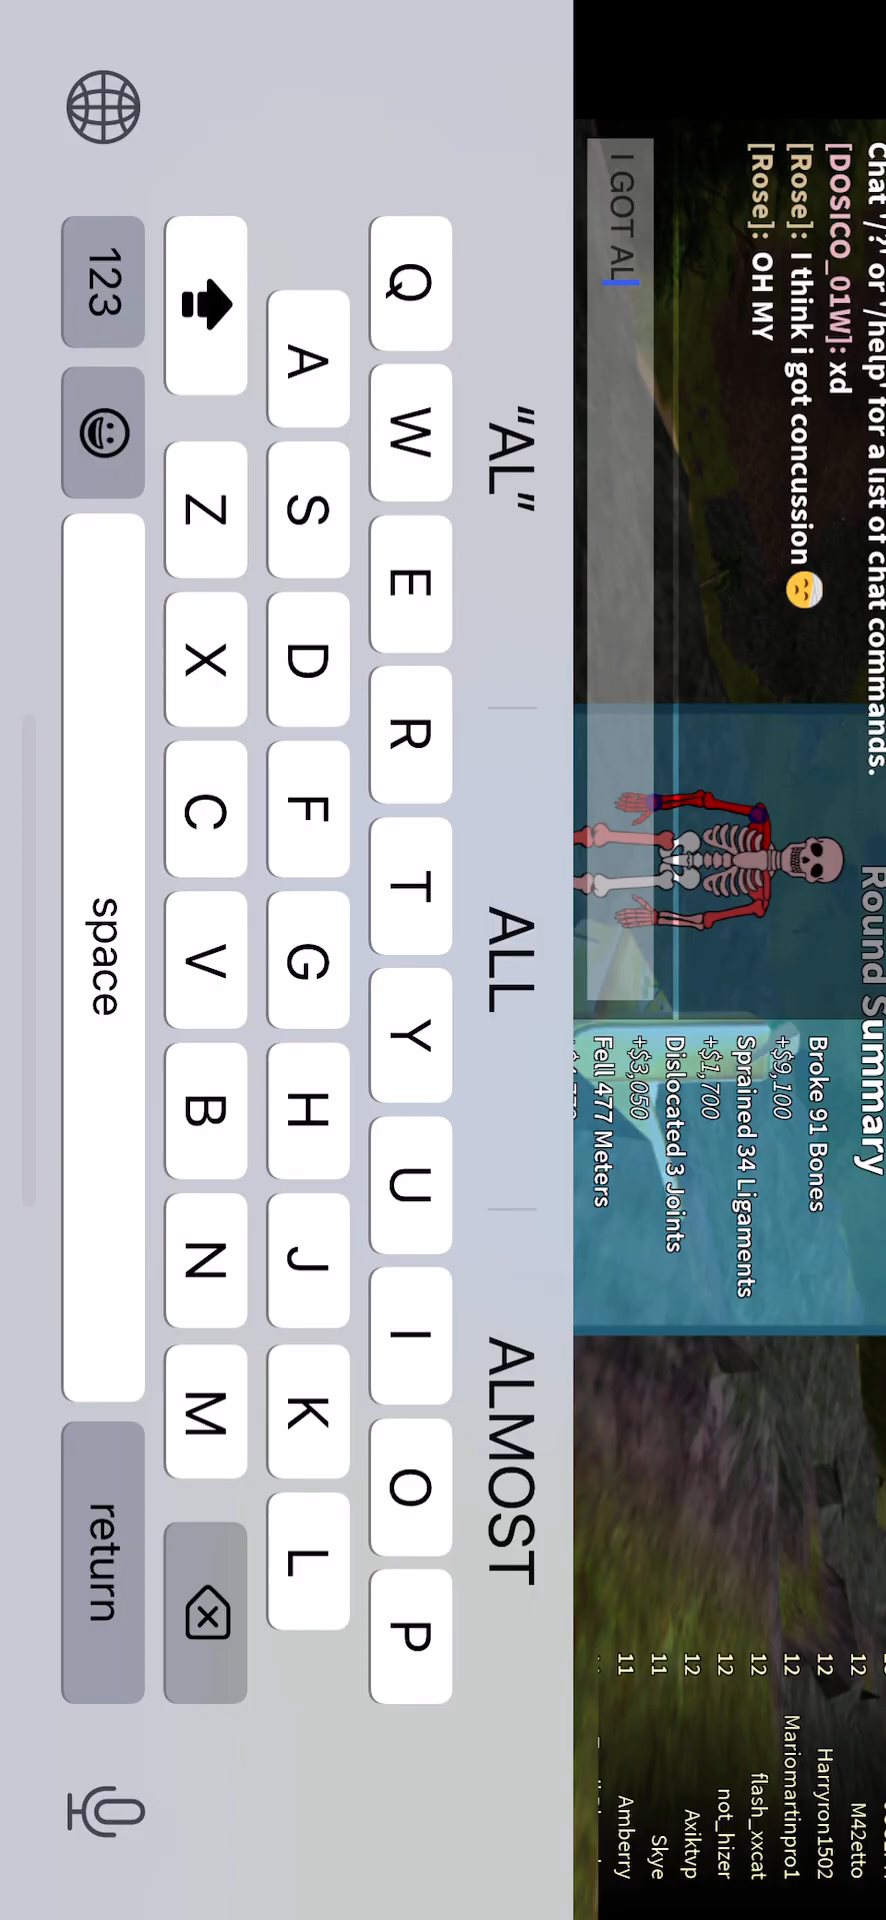 Chat '/?' or '/help' for a list of chat commands.
[DOSICO_01W]: xd
[Rose]: I think i got concussion🤕
[Rose]: OH MY
I GOT AL
Round Summary
Broke 91 Bones
+$9,100
Sprained 34 Ligaments
+$1,700
Dislocated 3 Joints
+$3,050
Fell 477 Meters
12 M42etto
12 Harryron1502
12 Mariomartinpro1
12 flash_xxcat
12 not_hizer
12 Axiktvp
11 Skye
11 Amberry
"AL" ALL ALMOST
Q W E R T Y U I O P
A S D F G H J K L
Z X C V B N M
123 space return